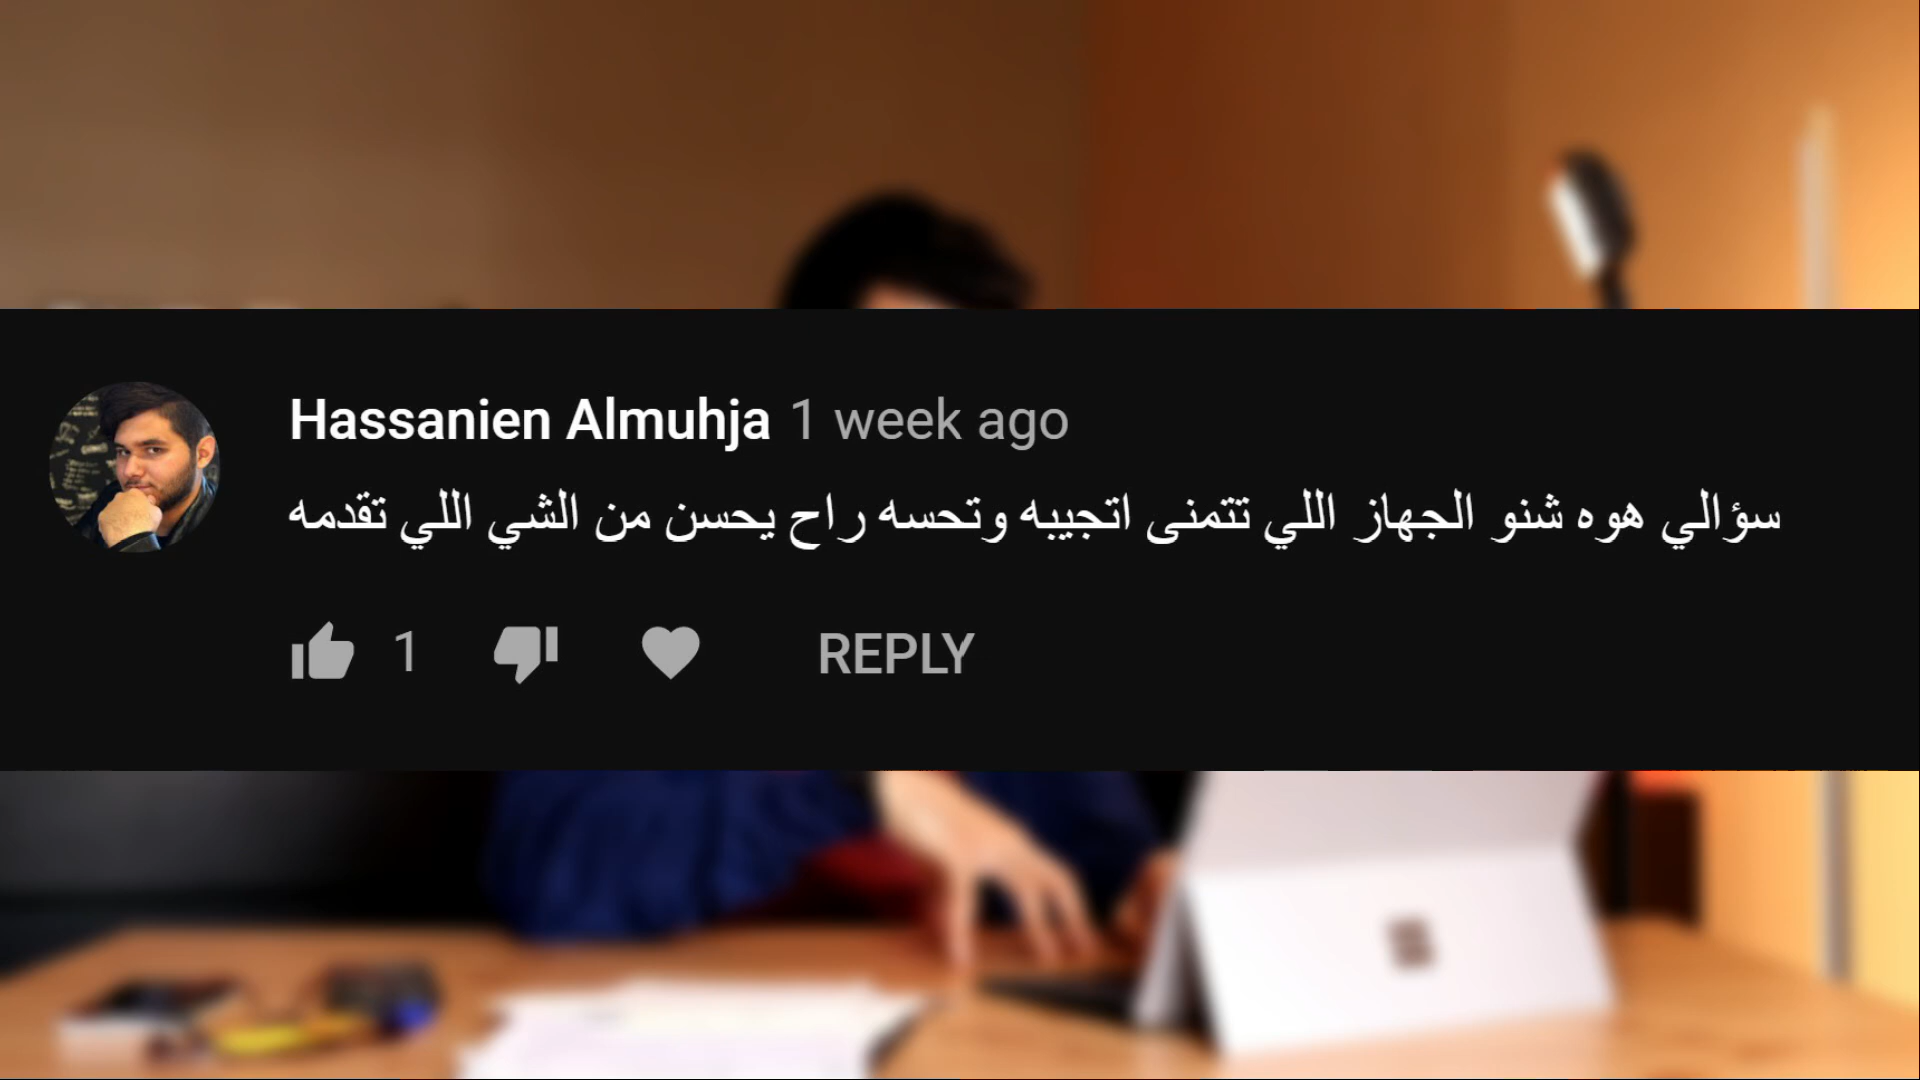 Hassanien Almuhja 1 week ago
سؤالي هوه شنو الجهاز اللي تتمنى اتجيبه وتحسه راح يحسن من الشي اللي تقدمه
1 REPLY